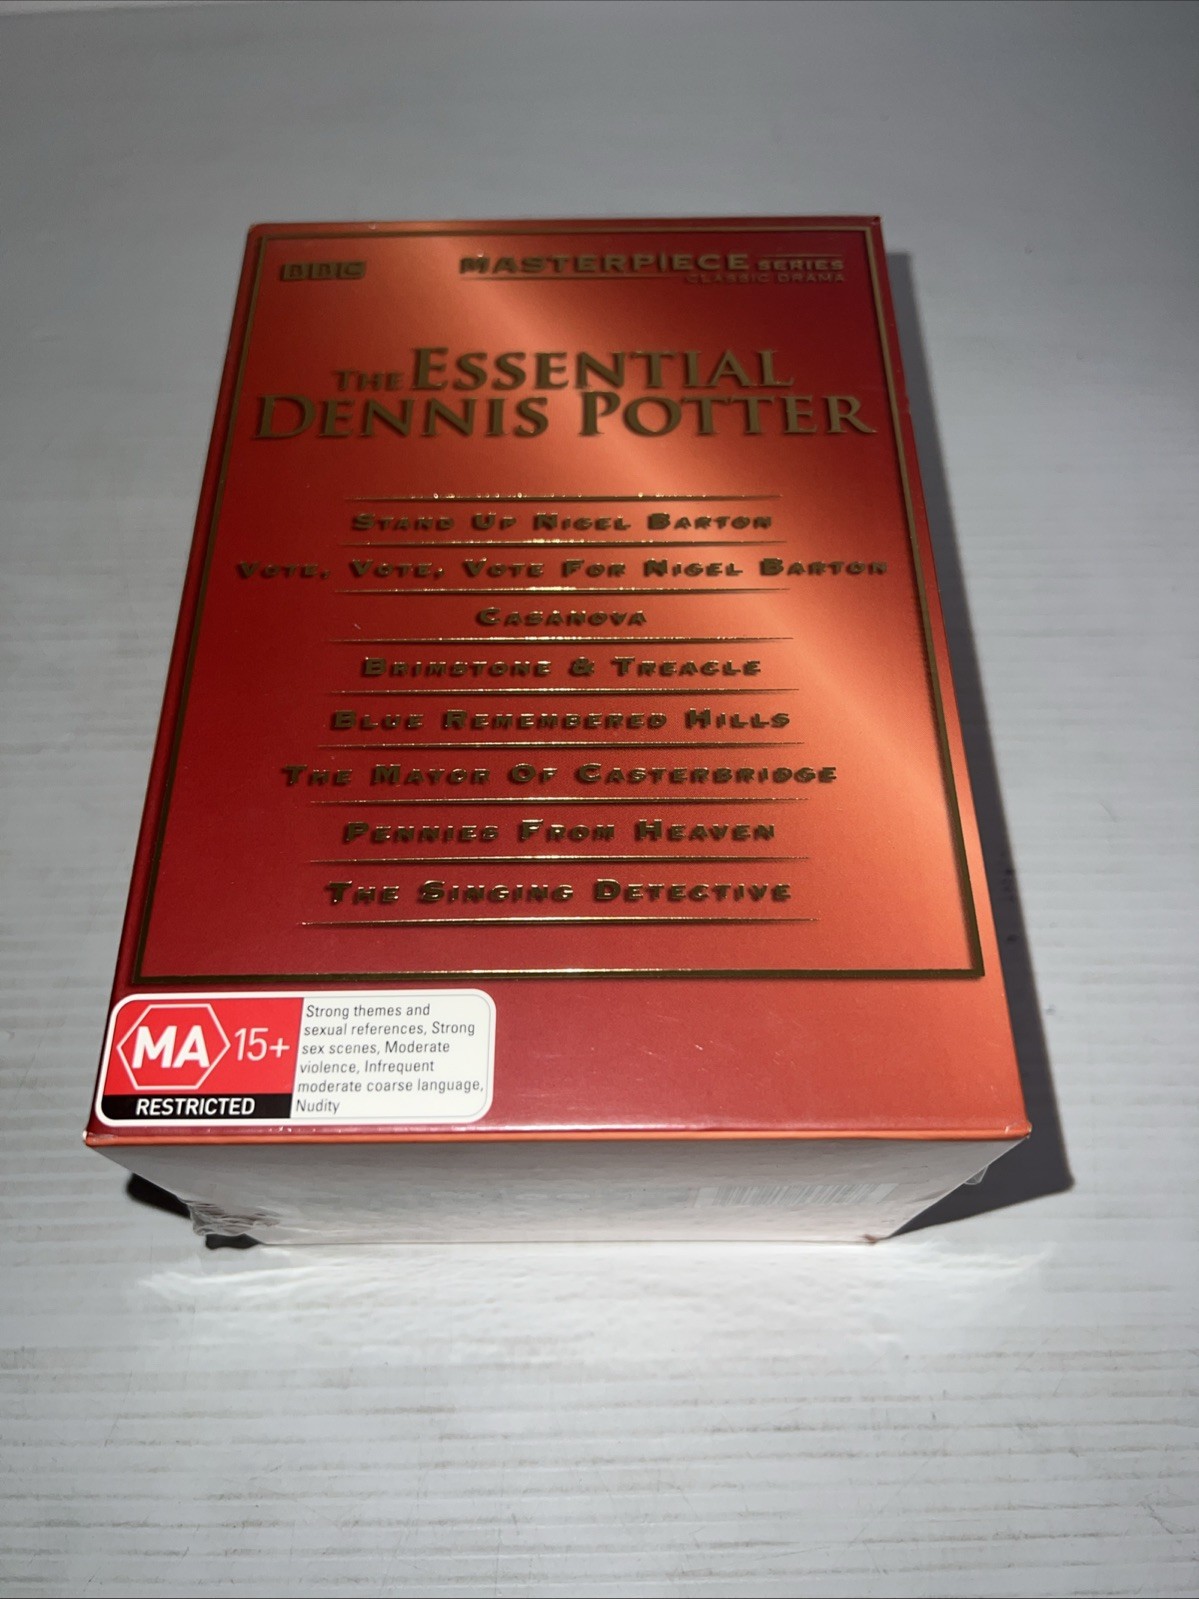 BBC
MASTERPIECE SERIES
CLASSIC DRAMA
THE ESSENTIAL
DENNIS POTTER
STAND UP NIGEL BARTON
VOTE, VOTE, VOTE FOR NIGEL BARTON
CASANOVA
BRIMSTONE & TREACLE
BLUE REMEMBERED HILLS
THE MAYOR OF CASTERBRIDGE
PENNIES FROM HEAVEN
THE SINGING DETECTIVE
MA 15+
RESTRICTED
Strong themes and
sexual references, Strong
sex scenes, Moderate
violence, Infrequent
moderate coarse language,
Nudity